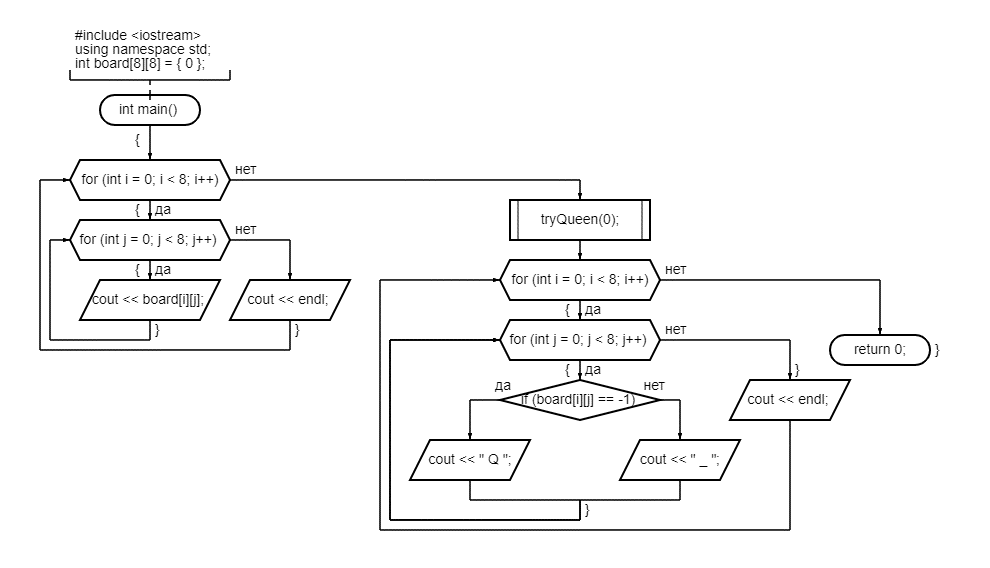 #include <iostream>
using namespace std;
int board[8][8] = { 0 };
int main()
{
for (int i = 0; i < 8; i++)
нет
{ да
for (int j = 0; j < 8; j++)
нет
{ да
cout << board[i][j];
cout << endl;
}
}
tryQueen(0);
for (int i = 0; i < 8; i++)
нет
{ да
for (int j = 0; j < 8; j++)
нет
return 0;
}
{ да
}
да
нет
if (board[i][j] == -1)
cout << endl;
cout << " Q ";
cout << " _ ";
}